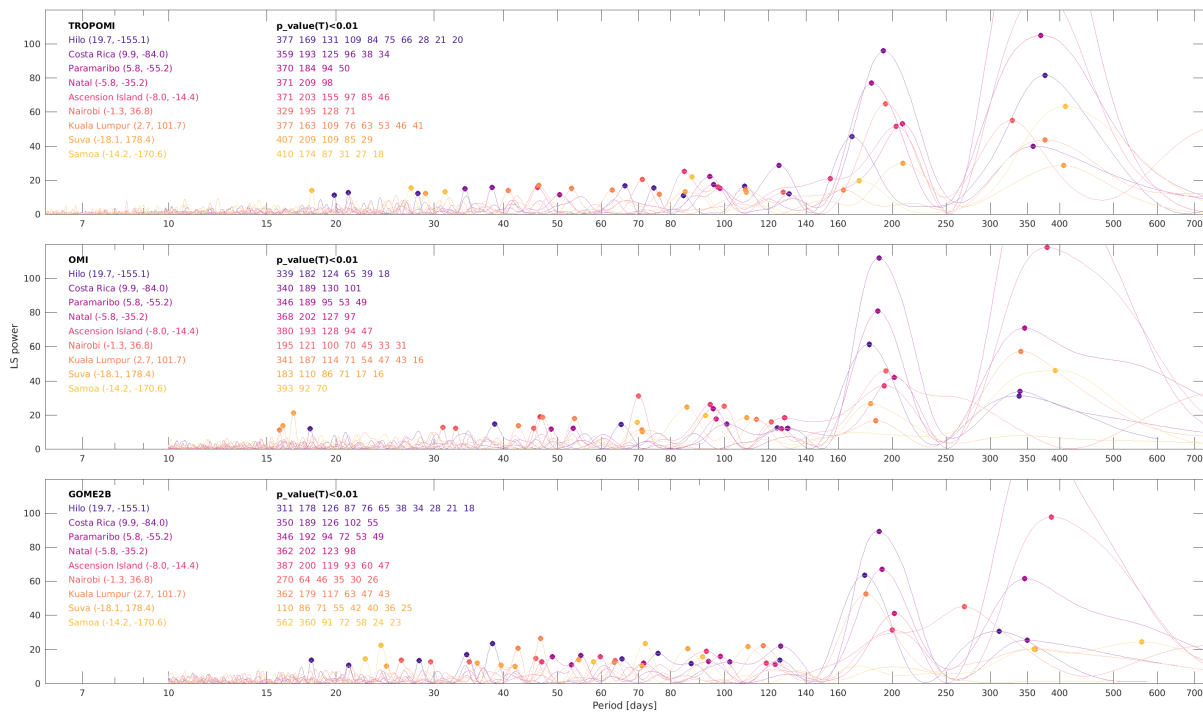 TROPOMI p_value(T)<0.01
Hilo (19.7, -155.1) 377 169 131 109 84 75 66 28 21 20
Costa Rica (9.9, -84.0) 359 193 125 96 38 34
Paramaribo (5.8, -55.2) 370 184 94 50
Natal (-5.8, -35.2) 371 209 98
Ascension Island (-8.0, -14.4) 371 203 155 97 85 46
Nairobi (-1.3, 36.8) 329 195 128 71
Kuala Lumpur (2.7, 101.7) 377 163 109 76 63 53 46 41
Suva (-18.1, 178.4) 407 209 109 85 29
Samoa (-14.2, -170.6) 410 174 87 31 27 18
100
80
60
40
20
0
7 10 15 20 30 40 50 60 70 80 90 100 120 140 160 200 250 300 350 400 500 600 700
OMI p_value(T)<0.01
Hilo (19.7, -155.1) 339 182 124 65 39 18
Costa Rica (9.9, -84.0) 340 189 130 101
Paramaribo (5.8, -55.2) 346 189 95 53 49
Natal (-5.8, -35.2) 368 202 127 97
Ascension Island (-8.0, -14.4) 380 193 128 94 47
Nairobi (-1.3, 36.8) 195 121 100 70 45 33 31
Kuala Lumpur (2.7, 101.7) 341 187 114 71 54 47 43 16
Suva (-18.1, 178.4) 183 110 86 71 17 16
Samoa (-14.2, -170.6) 393 92 70
LS power
100
80
60
40
20
0
7 10 15 20 30 40 50 60 70 80 90 100 120 140 160 200 250 300 350 400 500 600 700
GOME2B p_value(T)<0.01
Hilo (19.7, -155.1) 311 178 126 87 76 65 38 34 28 21 18
Costa Rica (9.9, -84.0) 350 189 126 102 55
Paramaribo (5.8, -55.2) 346 192 94 72 53 49
Natal (-5.8, -35.2) 362 202 123 98
Ascension Island (-8.0, -14.4) 387 200 119 93 60 47
Nairobi (-1.3, 36.8) 270 64 46 35 30 26
Kuala Lumpur (2.7, 101.7) 362 179 117 63 47 43
Suva (-18.1, 178.4) 110 86 71 55 42 40 36 25
Samoa (-14.2, -170.6) 562 360 91 72 58 24 23
100
80
60
40
20
0
7 10 15 20 30 40 50 60 70 80 90 100 120 140 160 200 250 300 350 400 500 600 700
Period [days]